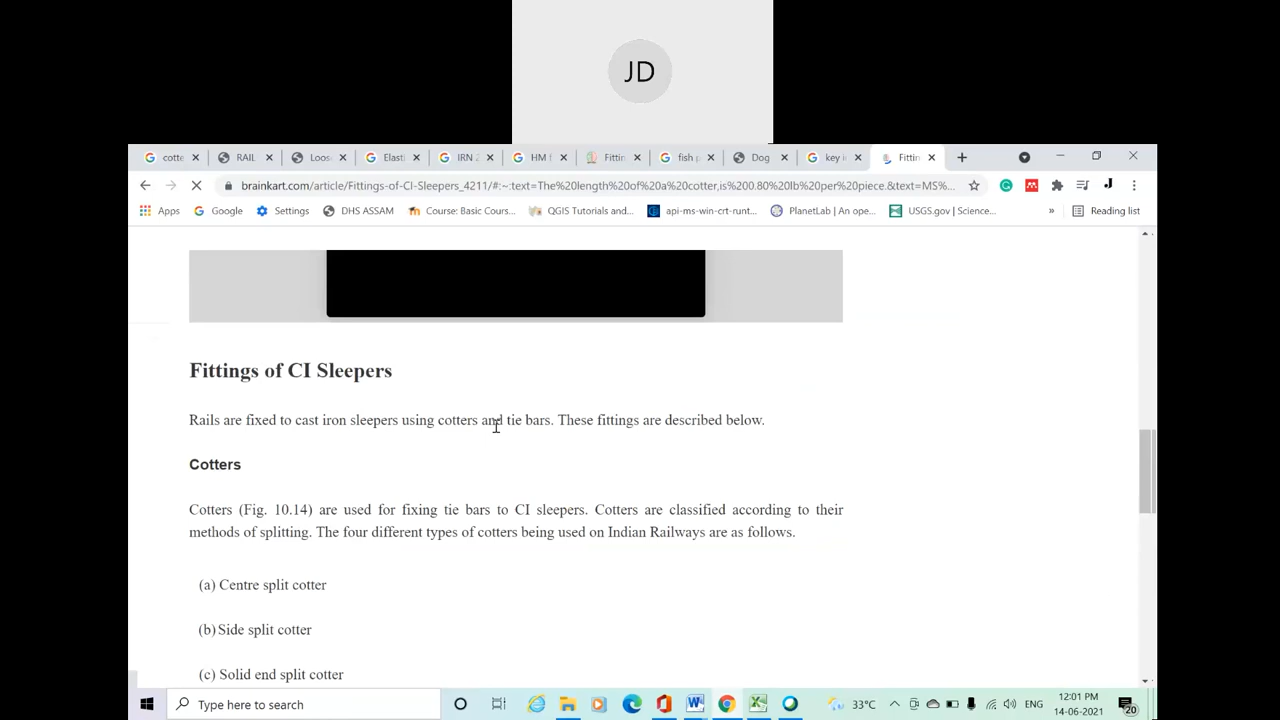 JD
cotte
RAIL
Loose
Elasti
IRN 2
HM f
Fittin
fish p
Dog
key i
Fittin
brainkart.com/article/Fittings-of-CI-Sleepers_4211/#:~:text=The%20length%20of%20a%20cotter,is%200.80%20lb%20per%20piece.&text=MS%...
Apps Google Settings DHS ASSAM Course: Basic Cours... QGIS Tutorials and... api-ms-win-crt-runt... PlanetLab | An ope... USGS.gov | Science... » Reading list
Fittings of CI Sleepers
Rails are fixed to cast iron sleepers using cotters and tie bars. These fittings are described below.
Cotters
Cotters (Fig. 10.14) are used for fixing tie bars to CI sleepers. Cotters are classified according to their
methods of splitting. The four different types of cotters being used on Indian Railways are as follows.
(a) Centre split cotter
(b) Side split cotter
(c) Solid end split cotter
Type here to search
33°C
ENG
12:01 PM
14-06-2021
20